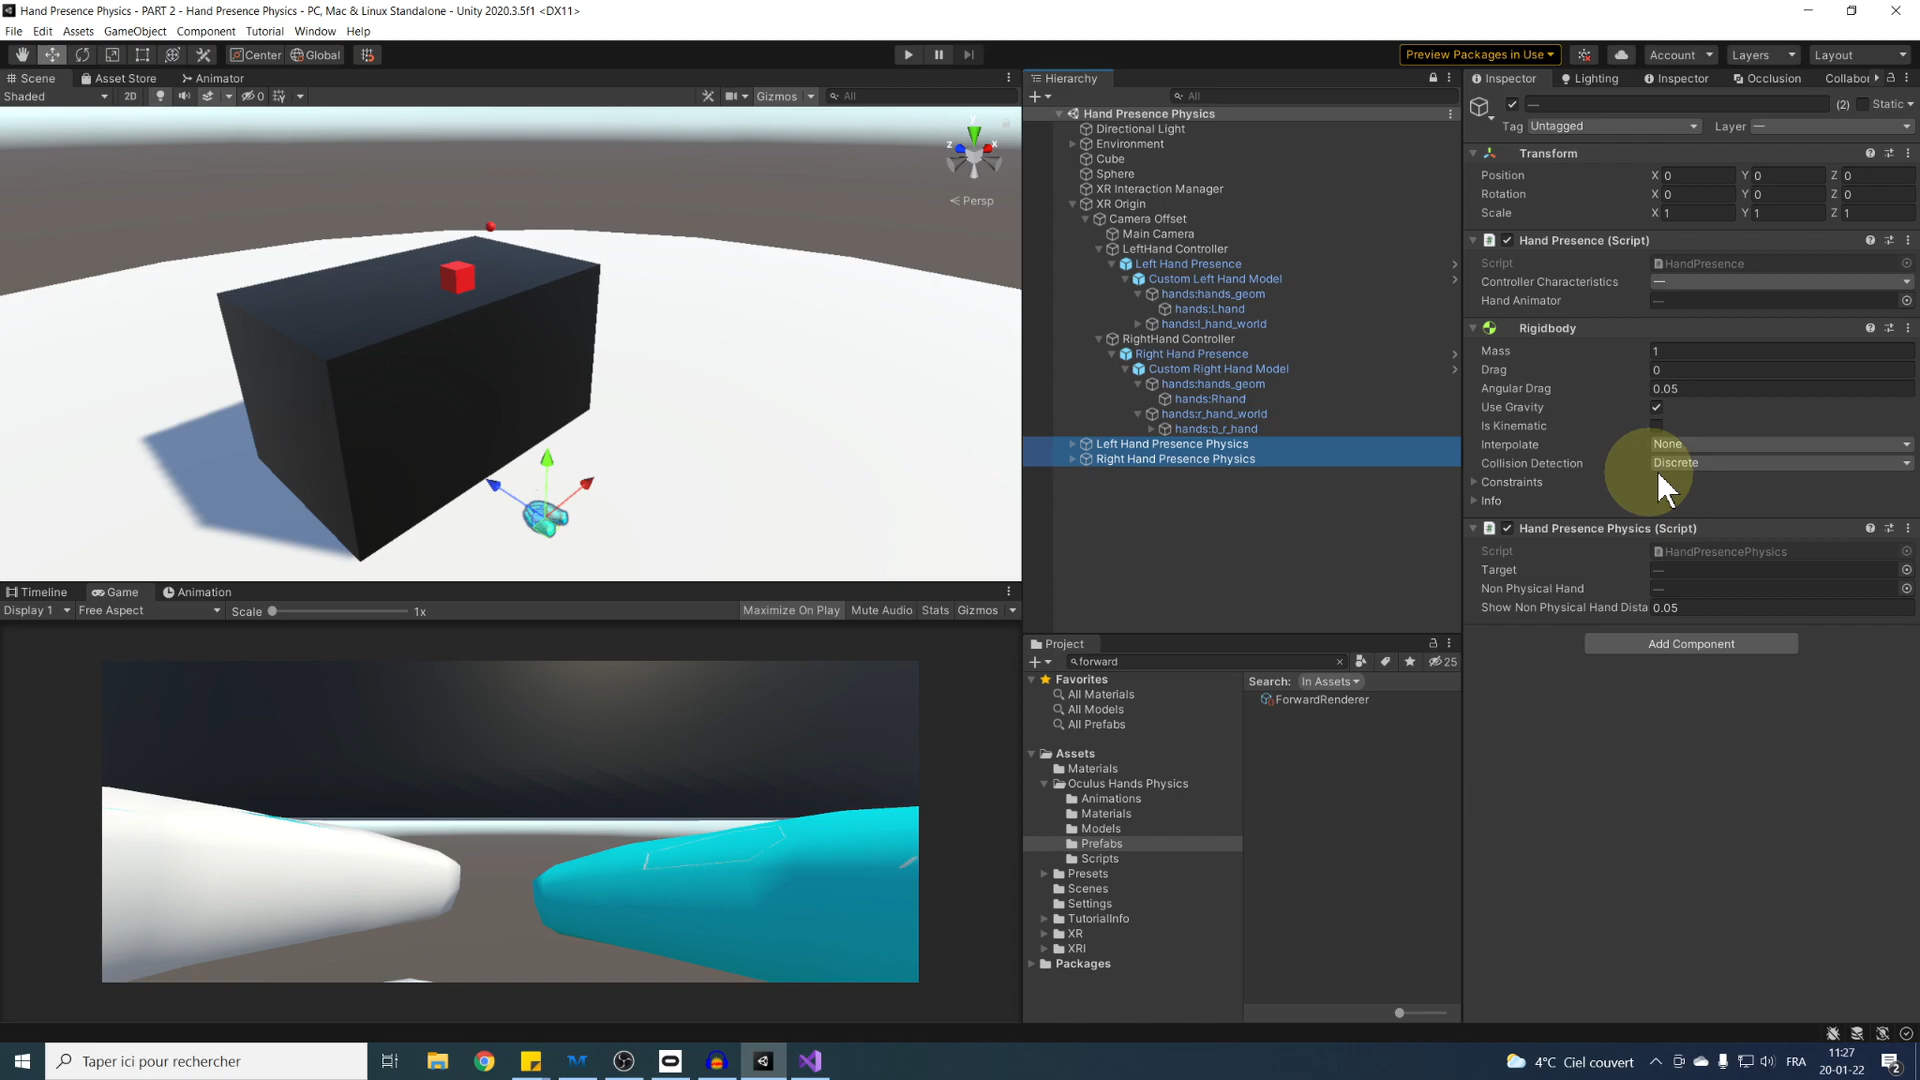 Hand Presence Physics - PART 2 - Hand Presence Physics - PC, Mac & Linux Standalone - Unity 2020.3.5f1 <DX11>
File Edit Assets GameObject Component Tutorial Window Help
Center Global Preview Packages in Use Account Layers Layout
Scene Asset Store Animator
Shaded 2D 0 Gizmos All
y
z x
Persp
Timeline Game Animation
Display 1 Free Aspect Scale 1x Maximize On Play Mute Audio Stats Gizmos
Hierarchy
All
Hand Presence Physics
Directional Light
Environment
Cube
Sphere
XR Interaction Manager
XR Origin
Camera Offset
Main Camera
LeftHand Controller
Left Hand Presence
Custom Left Hand Model
hands:hands_geom
hands:Lhand
hands:l_hand_world
RightHand Controller
Right Hand Presence
Custom Right Hand Model
hands:hands_geom
hands:Rhand
hands:r_hand_world
hands:b_r_hand
Left Hand Presence Physics
Right Hand Presence Physics
Project
forward 25
Favorites
All Materials
All Models
All Prefabs
Assets
Materials
Oculus Hands Physics
Animations
Materials
Models
Prefabs
Scripts
Presets
Scenes
Settings
TutorialInfo
XR
XRI
Packages
Search: In Assets
ForwardRenderer
Inspector Lighting Inspector Occlusion Collabor
— (2) Static
Tag Untagged Layer —
Transform
Position X 0 Y 0 Z 0
Rotation X 0 Y 0 Z 0
Scale X 1 Y 1 Z 1
Hand Presence (Script)
Script HandPresence
Controller Characteristics —
Hand Animator —
Rigidbody
Mass 1
Drag 0
Angular Drag 0.05
Use Gravity
Is Kinematic
Interpolate None
Collision Detection Discrete
Constraints
Info
Hand Presence Physics (Script)
Script HandPresencePhysics
Target —
Non Physical Hand —
Show Non Physical Hand Dista 0.05
Add Component
Taper ici pour rechercher
4°C Ciel couvert FRA 11:27
20-01-22 2